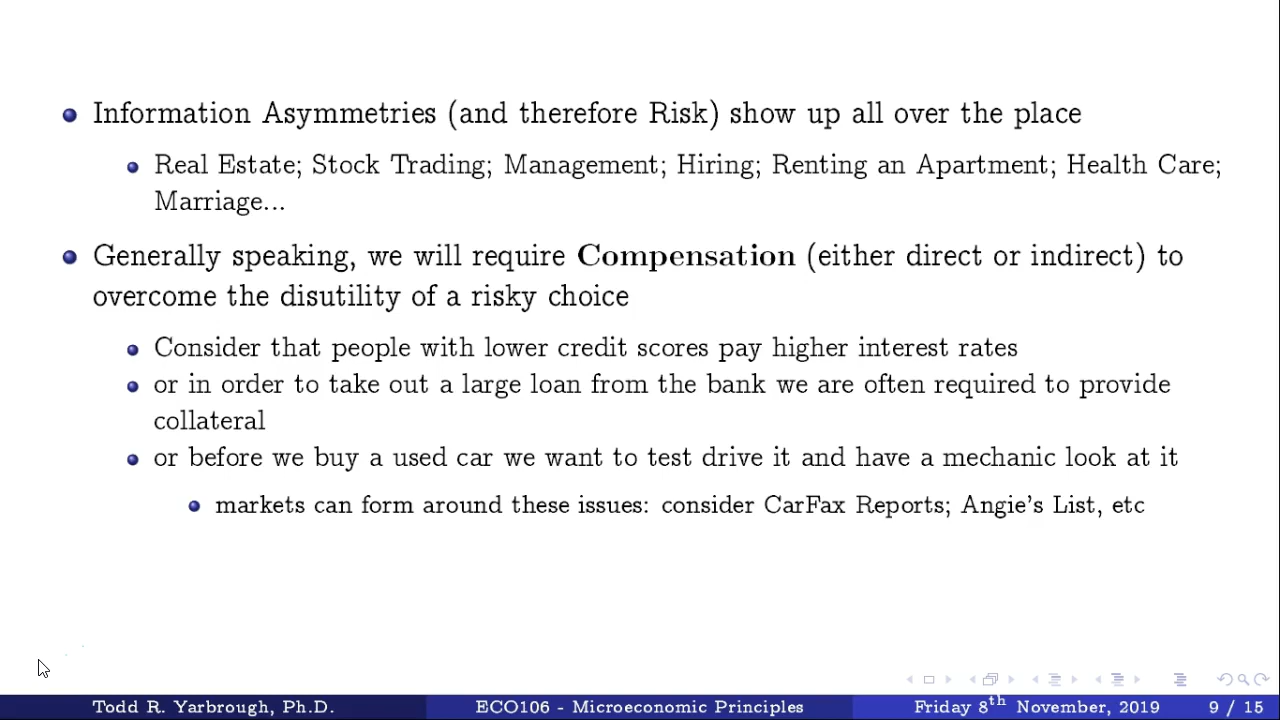 Information Asymmetries (and therefore Risk) show up all over the place
Real Estate; Stock Trading; Management; Hiring; Renting an Apartment; Health Care;
Marriage...
Generally speaking, we will require Compensation (either direct or indirect) to
overcome the disutility of a risky choice
Consider that people with lower credit scores pay higher interest rates
or in order to take out a large loan from the bank we are often required to provide
collateral
or before we buy a used car we want to test drive it and have a mechanic look at it
markets can form around these issues: consider CarFax Reports; Angie's List, etc
Todd R. Yarbrough, Ph.D. ECO106 - Microeconomic Principles Friday 8th November, 2019 9 / 15